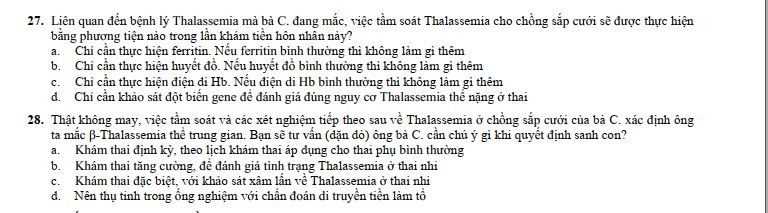 27. Liên quan đến bệnh lý Thalassemia mà bà C. đang mắc, việc tầm soát Thalassemia cho chồng sắp cưới sẽ được thực hiện
bằng phương tiện nào trong lần khám tiền hôn nhân này?
a. Chỉ cần thực hiện ferritin. Nếu ferritin bình thường thì không làm gì thêm
b. Chỉ cần thực hiện huyết đồ. Nếu huyết đồ bình thường thì không làm gì thêm
c. Chỉ cần thực hiện điện di Hb. Nếu điện di Hb bình thường thì không làm gì thêm
d. Chỉ cần khảo sát đột biến gene để đánh giá đúng nguy cơ Thalassemia thể nặng ở thai
28. Thật không may, việc tầm soát và các xét nghiệm tiếp theo sau về Thalassemia ở chồng sắp cưới của bà C. xác định ông
ta mắc β-Thalassemia thể trung gian. Bạn sẽ tư vấn (dặn dò) ông bà C. cần chú ý gì khi quyết định sanh con?
a. Khám thai định kỳ, theo lịch khám thai áp dụng cho thai phụ bình thường
b. Khám thai tăng cường, để đánh giá tình trạng Thalassemia ở thai nhi
c. Khám thai đặc biệt, với khảo sát xâm lấn về Thalassemia ở thai nhi
d. Nên thụ tinh trong ống nghiệm với chẩn đoán di truyền tiền làm tổ